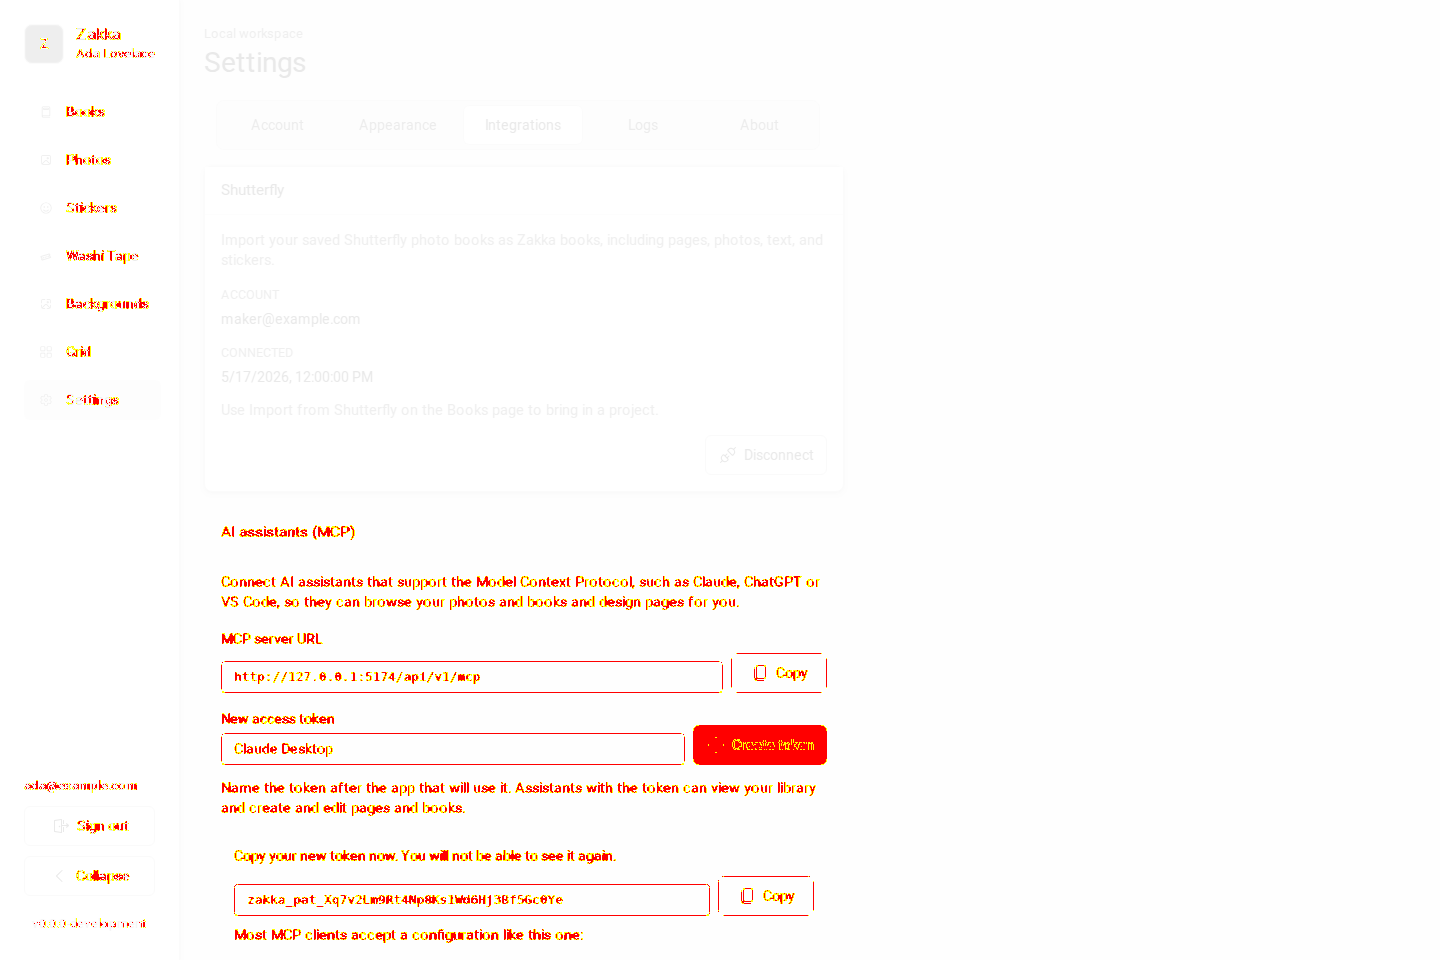 Z
Zakka
Ada Lovelace
Books
Photos
Stickers
Washi Tape
Backgrounds
Grid
Settings
ada@example.com
Sign out
Collapse
Local workspace
Settings
Account Appearance Integrations Logs About
Shutterfly
Import your saved Shutterfly photo books as Zakka books, including pages, photos, text, and
stickers.
ACCOUNT
maker@example.com
CONNECTED
5/17/2026, 12:00:00 PM
Use Import from Shutterfly on the Books page to bring in a project.
Disconnect
AI assistants (MCP)
Connect AI assistants that support the Model Context Protocol, such as Claude, ChatGPT or
VS Code, so they can browse your photos and books and design pages for you.
MCP server URL
http://127.0.0.1:5174/api/v1/mcp Copy
New access token
Claude Desktop Create token
Name the token after the app that will use it. Assistants with the token can view your library
and create and edit pages and books.
Copy your new token now. You will not be able to see it again.
Copy
Most MCP clients accept a configuration like this one: